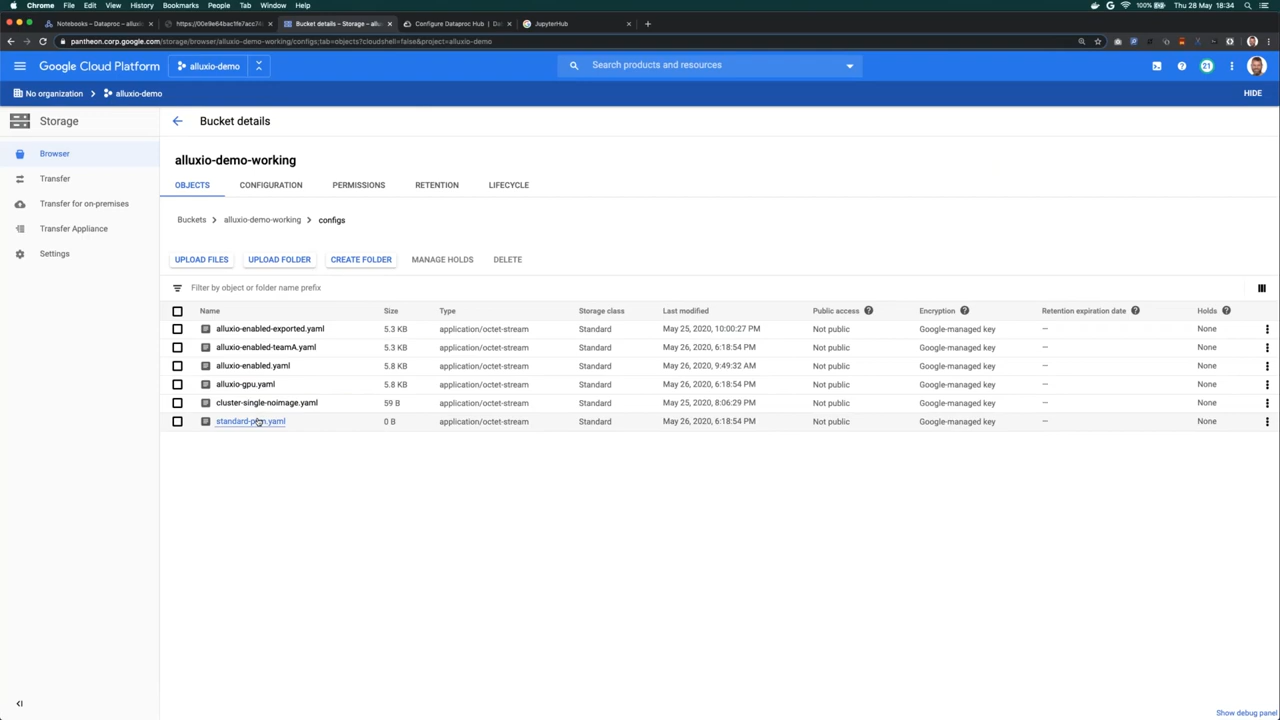 Chrome File Edit View History Bookmarks People Tab Window Help 100% Thu 28 May 18:34
Notebooks – Dataproc – alluxi https://00e9e64bac1fe7acc74 Bucket details – Storage – allu Configure Dataproc Hub | Da JupyterHub
pantheon.corp.google.com/storage/browser/alluxio-demo-working/configs;tab=objects?cloudshell=false&project=alluxio-demo
Google Cloud Platform alluxio-demo Search products and resources 21
No organization alluxio-demo HIDE
Storage
Bucket details
Browser
Transfer
Transfer for on-premises
Transfer Appliance
Settings
alluxio-demo-working
OBJECTS CONFIGURATION PERMISSIONS RETENTION LIFECYCLE
Buckets > alluxio-demo-working > configs
UPLOAD FILES UPLOAD FOLDER CREATE FOLDER MANAGE HOLDS DELETE
Filter by object or folder name prefix
Name Size Type Storage class Last modified Public access Encryption Retention expiration date Holds
alluxio-enabled-exported.yaml 5.3 KB application/octet-stream Standard May 25, 2020, 10:00:27 PM Not public Google-managed key — None
alluxio-enabled-teamA.yaml 5.3 KB application/octet-stream Standard May 26, 2020, 6:18:54 PM Not public Google-managed key — None
alluxio-enabled.yaml 5.8 KB application/octet-stream Standard May 26, 2020, 9:49:32 AM Not public Google-managed key — None
alluxio-gpu.yaml 5.8 KB application/octet-stream Standard May 26, 2020, 6:18:54 PM Not public Google-managed key — None
cluster-single-noimage.yaml 59 B application/octet-stream Standard May 25, 2020, 8:06:29 PM Not public Google-managed key — None
0 B application/octet-stream Standard May 26, 2020, 6:18:54 PM Not public Google-managed key — None
Show debug panel